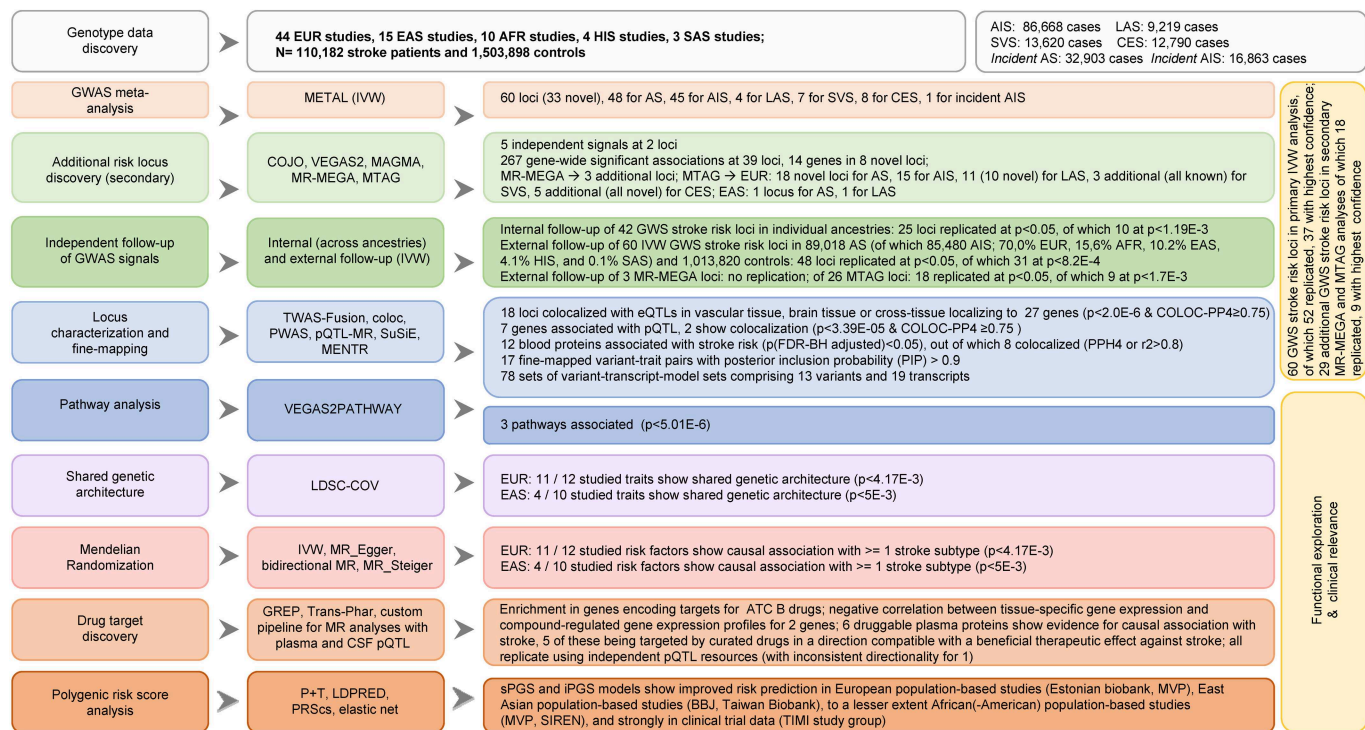 Genotype data
discovery
44 EUR studies, 15 EAS studies, 10 AFR studies, 4 HIS studies, 3 SAS studies;
N= 110,182 stroke patients and 1,503,898 controls
AIS: 86,668 cases LAS: 9,219 cases
SVS: 13,620 cases CES: 12,790 cases
Incident AS: 32,903 cases Incident AIS: 16,863 cases
GWAS meta-
analysis
METAL (IVW)
60 loci (33 novel), 48 for AS, 45 for AIS, 4 for LAS, 7 for SVS, 8 for CES, 1 for incident AIS
Additional risk locus
discovery (secondary)
COJO, VEGAS2, MAGMA,
MR-MEGA, MTAG
5 independent signals at 2 loci
267 gene-wide significant associations at 39 loci, 14 genes in 8 novel loci;
MR-MEGA → 3 additional loci; MTAG → EUR: 18 novel loci for AS, 15 for AIS, 11 (10 novel) for LAS, 3 additional (all known) for
SVS, 5 additional (all novel) for CES; EAS: 1 locus for AS, 1 for LAS
Independent follow-up
of GWAS signals
Internal (across ancestries)
and external follow-up (IVW)
Internal follow-up of 42 GWS stroke risk loci in individual ancestries: 25 loci replicated at p<0.05, of which 10 at p<1.19E-3
External follow-up of 60 IVW GWS stroke risk loci in 89,018 AS (of which 85,480 AIS; 70,0% EUR, 15,6% AFR, 10.2% EAS,
4.1% HIS, and 0.1% SAS) and 1,013,820 controls: 48 loci replicated at p<0.05, of which 31 at p<8.2E-4
External follow-up of 3 MR-MEGA loci: no replication; of 26 MTAG loci: 18 replicated at p<0.05, of which 9 at p<1.7E-3
Locus
characterization and
fine-mapping
TWAS-Fusion, coloc,
PWAS, pQTL-MR, SuSiE,
MENTR
18 loci colocalized with eQTLs in vascular tissue, brain tissue or cross-tissue localizing to 27 genes (p<2.0E-6 & COLOC-PP4≥0.75)
7 genes associated with pQTL, 2 show colocalization (p<3.39E-05 & COLOC-PP4 ≥0.75 )
12 blood proteins associated with stroke risk (p(FDR-BH adjusted)<0.05), out of which 8 colocalized (PPH4 or r2>0.8)
17 fine-mapped variant-trait pairs with posterior inclusion probability (PIP) > 0.9
78 sets of variant-transcript-model sets comprising 13 variants and 19 transcripts
60 GWS stroke risk loci in primary IVW analysis,
of which 52 replicated, 37 with highest confidence;
29 additional GWS stroke risk loci in secondary
MR-MEGA and MTAG analyses of which 18
replicated, 9 with highest confidence
Pathway analysis
VEGAS2PATHWAY
3 pathways associated (p<5.01E-6)
Shared genetic
architecture
LDSC-COV
EUR: 11 / 12 studied traits show shared genetic architecture (p<4.17E-3)
EAS: 4 / 10 studied traits show shared genetic architecture (p<5E-3)
Mendelian
Randomization
IVW, MR_Egger,
bidirectional MR, MR_Steiger
EUR: 11 / 12 studied risk factors show causal association with >= 1 stroke subtype (p<4.17E-3)
EAS: 4 / 10 studied risk factors show causal association with >= 1 stroke subtype (p<5E-3)
Drug target
discovery
GREP, Trans-Phar, custom
pipeline for MR analyses with
plasma and CSF pQTL
Enrichment in genes encoding targets for ATC B drugs; negative correlation between tissue-specific gene expression and
compound-regulated gene expression profiles for 2 genes; 6 druggable plasma proteins show evidence for causal association with
stroke, 5 of these being targeted by curated drugs in a direction compatible with a beneficial therapeutic effect against stroke; all
replicate using independent pQTL resources (with inconsistent directionality for 1)
Polygenic risk score
analysis
P+T, LDPRED,
PRScs, elastic net
sPGS and iPGS models show improved risk prediction in European population-based studies (Estonian biobank, MVP), East
Asian population-based studies (BBJ, Taiwan Biobank), to a lesser extent African(-American) population-based studies
(MVP, SIREN), and strongly in clinical trial data (TIMI study group)
Functional exploration
& clinical relevance